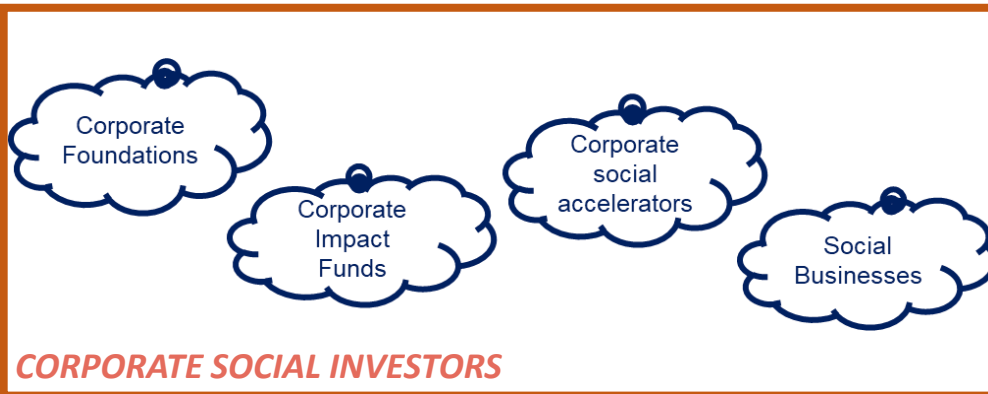 Corporate
Foundations
Corporate
Impact
Funds
Corporate
social
accelerators
Social
Businesses
CORPORATE SOCIAL INVESTORS